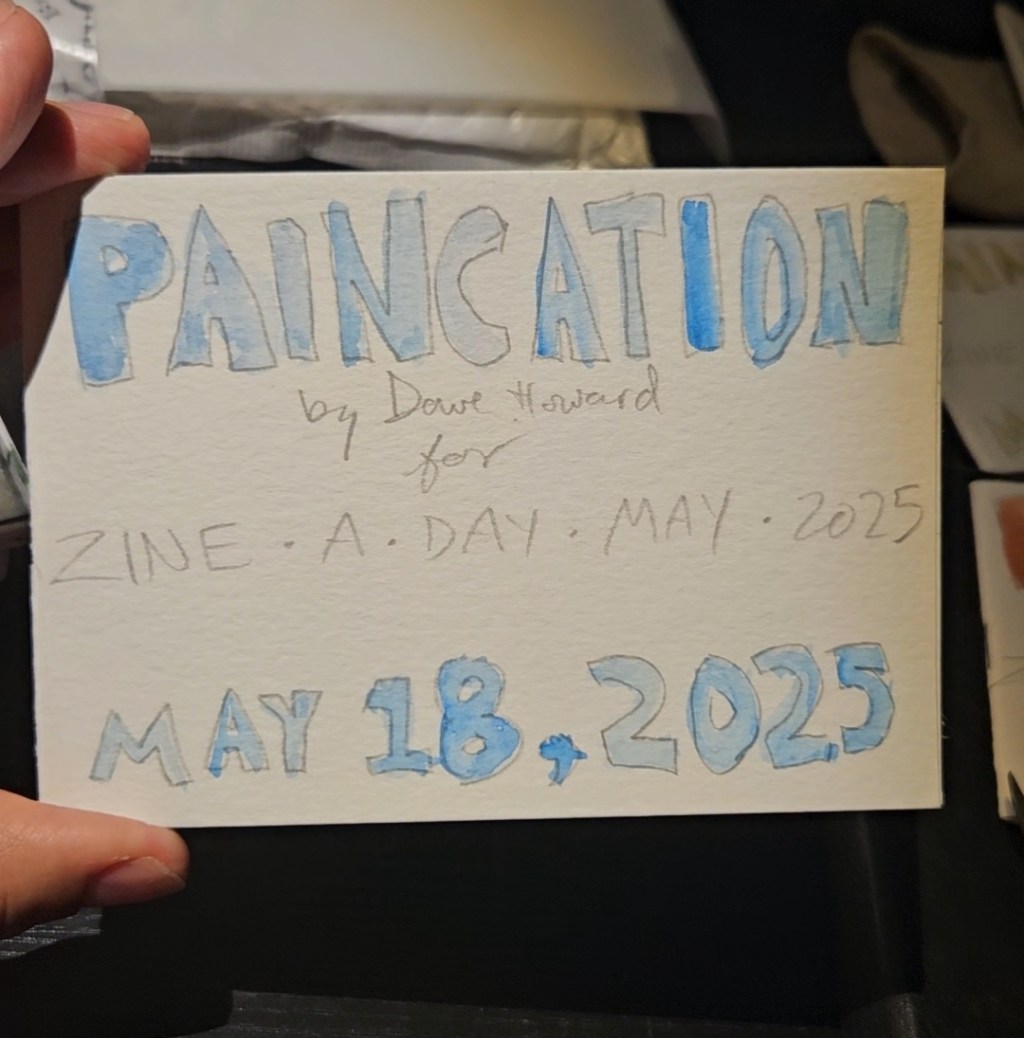 PAINCATION
by Dave Howard
for
ZINE · A · DAY · MAY · 2025
MAY 18, 2025